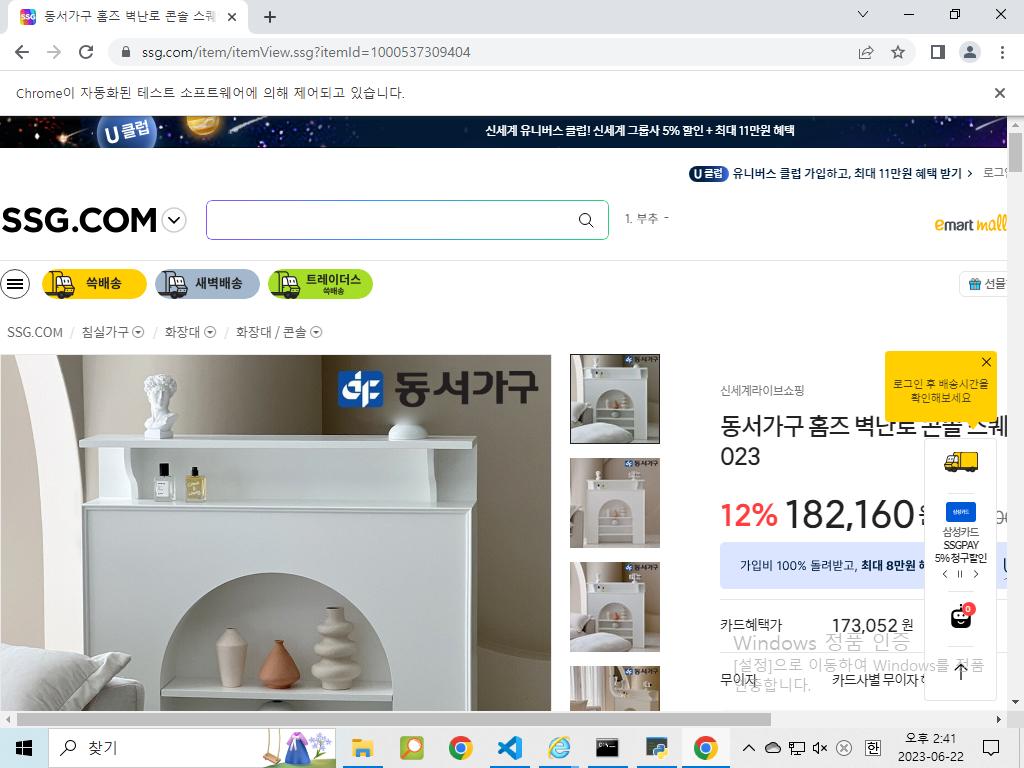 동서가구 홈즈 벽난로 콘솔 스퀘
ssg.com/item/itemView.ssg?itemId=1000537309404
Chrome이 자동화된 테스트 소프트웨어에 의해 제어되고 있습니다.
U 클럽
신세계 유니버스 클럽! 신세계 그룹사 5% 할인 + 최대 11만원 혜택
U 클럽 유니버스 클럽 가입하고, 최대 11만원 혜택 받기
로그인
SSG.COM
1. 부추 -
emart mall
쓱배송
새벽배송
트레이더스
쓱배송
선물
SSG.COM / 침실가구 / 화장대 / 화장대 / 콘솔
동서가구
로그인 후 배송시간을
확인해보세요
신세계라이브쇼핑
동서가구 홈즈 벽난로 콘솔 스퀘
023
12% 182,160원
삼성카드
삼성카드
SSGPAY
5% 청구할인
가입비 100% 돌려받고, 최대 8만원 혜
0
카드혜택가 173,052 원
Windows 정품 인증
[설정]으로 이동하여 Windows를 정품
인증합니다.
무이자 카드사별 무이자
찾기
오후 2:41
2023-06-22
한